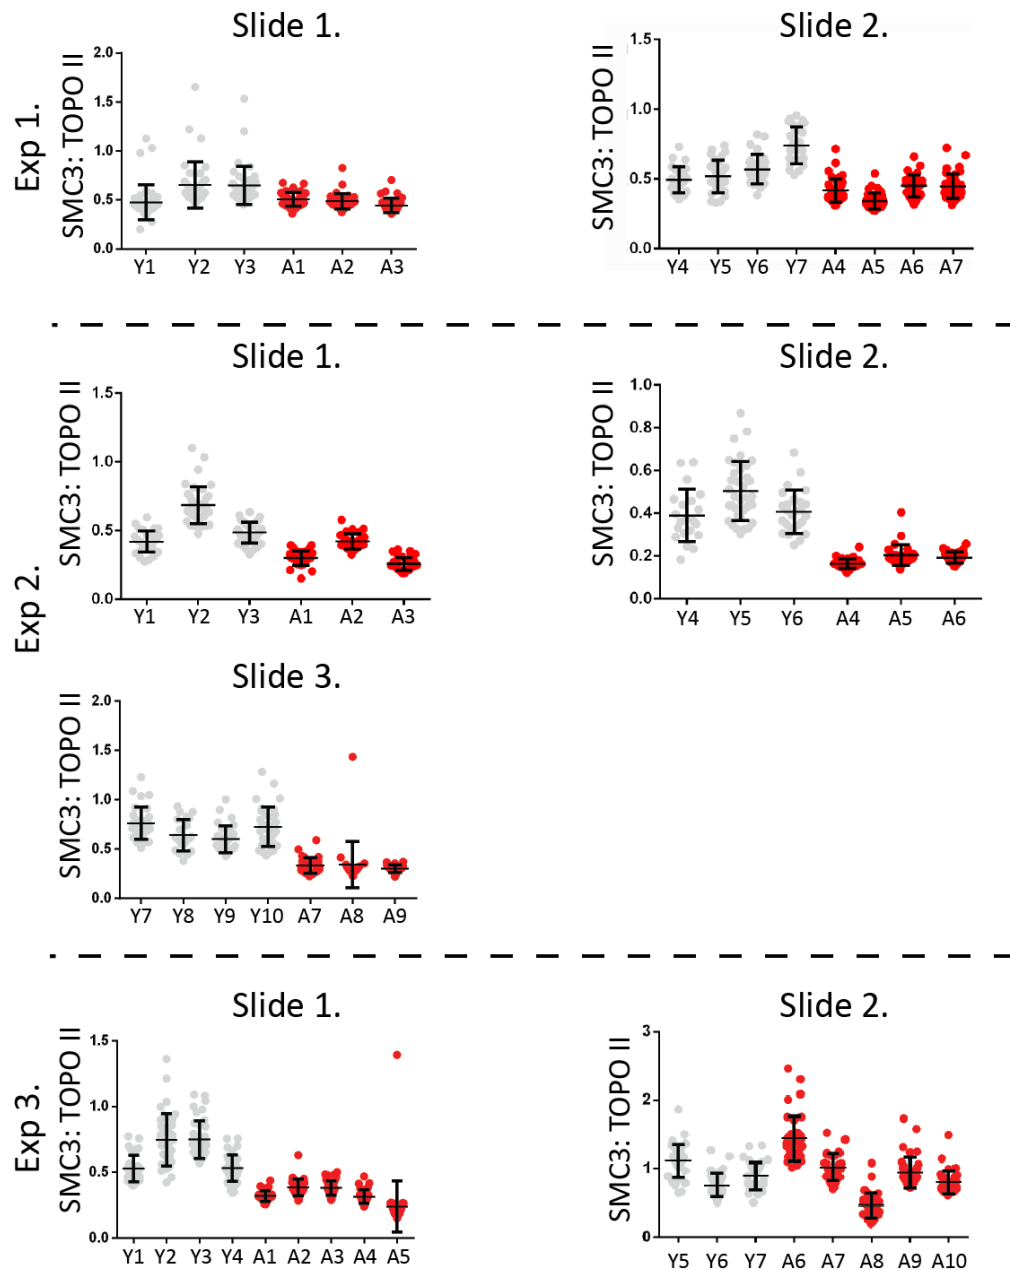 Slide 1.
Slide 2.
Exp 1.
SMC3: TOPO II
2.0
1.5
1.0
0.5
0.0
Y1 Y2 Y3 A1 A2 A3
SMC3: TOPO II
1.5
1.0
0.5
0.0
Y4 Y5 Y6 Y7 A4 A5 A6 A7
Exp 2.
Slide 1.
Slide 2.
SMC3: TOPO II
1.5
1.0
0.5
0.0
Y1 Y2 Y3 A1 A2 A3
SMC3: TOPO II
1.0
0.8
0.6
0.4
0.2
0.0
Y4 Y5 Y6 A4 A5 A6
Slide 3.
SMC3: TOPO II
2.0
1.5
1.0
0.5
0.0
Y7 Y8 Y9 Y10 A7 A8 A9
Exp 3.
Slide 1.
Slide 2.
SMC3: TOPO II
1.5
1.0
0.5
0.0
Y1 Y2 Y3 Y4 A1 A2 A3 A4 A5
SMC3: TOPO II
3
2
1
0
Y5 Y6 Y7 A6 A7 A8 A9 A10